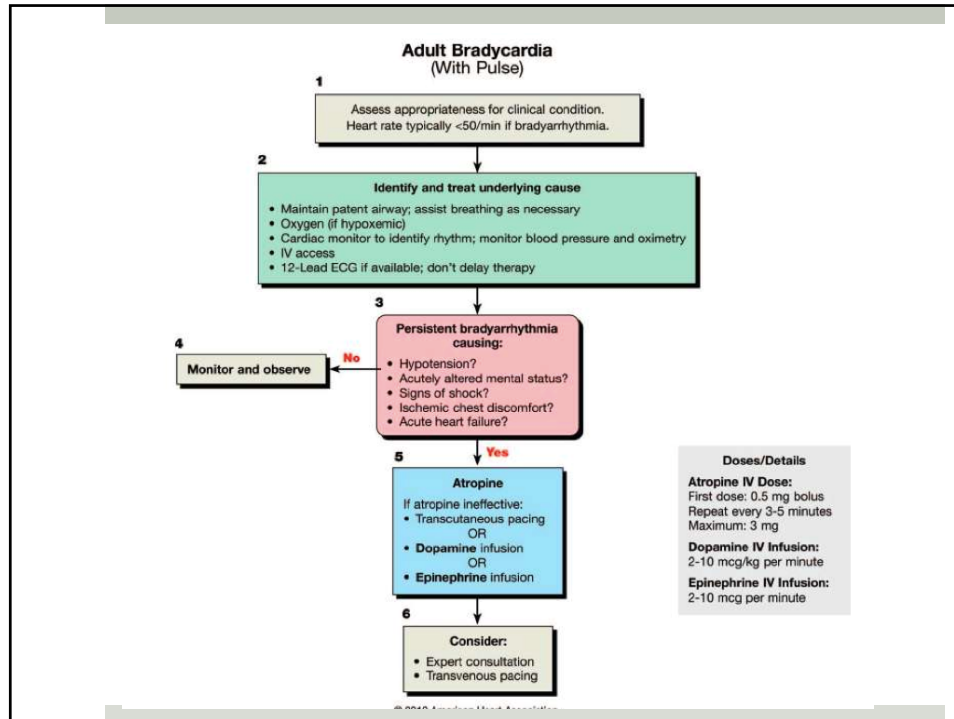 Adult Bradycardia
(With Pulse)
1
Assess appropriateness for clinical condition.
Heart rate typically <50/min if bradyarrhythmia.
2
Identify and treat underlying cause
• Maintain patent airway; assist breathing as necessary
• Oxygen (if hypoxemic)
• Cardiac monitor to identify rhythm; monitor blood pressure and oximetry
• IV access
• 12-Lead ECG if available; don't delay therapy
3
Persistent bradyarrhythmia
causing:
• Hypotension?
• Acutely altered mental status?
• Signs of shock?
• Ischemic chest discomfort?
• Acute heart failure?
4
No
Monitor and observe
Yes
5
Atropine
If atropine ineffective:
• Transcutaneous pacing
OR
• Dopamine infusion
OR
• Epinephrine infusion
Doses/Details
Atropine IV Dose:
First dose: 0.5 mg bolus
Repeat every 3-5 minutes
Maximum: 3 mg
Dopamine IV Infusion:
2-10 mcg/kg per minute
Epinephrine IV Infusion:
2-10 mcg per minute
6
Consider:
• Expert consultation
• Transvenous pacing
American Heart Association